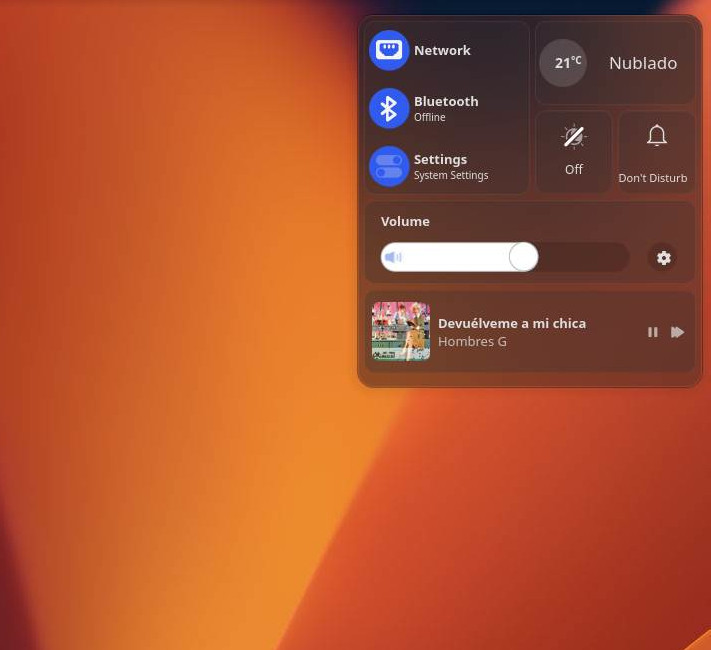 Network
Bluetooth
Offline
Settings
System Settings
21°C
Nublado
Off
Don't Disturb
Volume
Devuélveme a mi chica
Hombres G